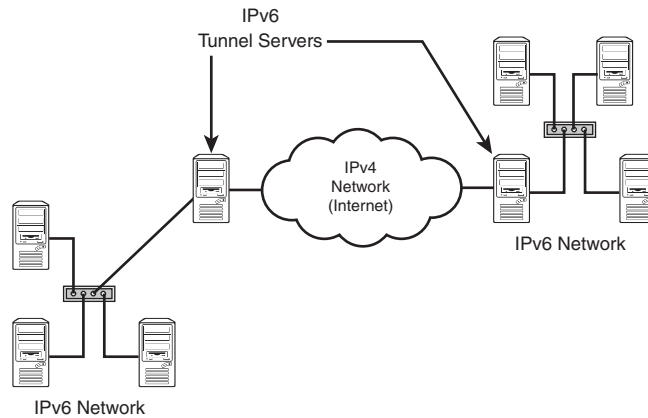 IPv6
Tunnel Servers
IPv4
Network
(Internet)
IPv6 Network
IPv6 Network